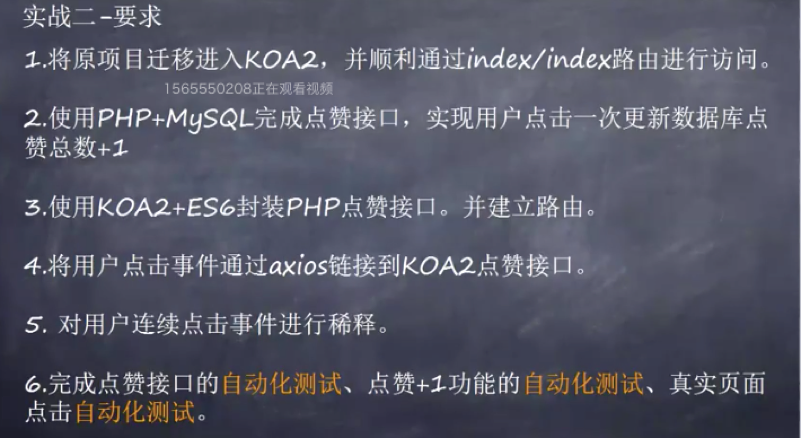 实战二-要求
1.将原项目迁移进入KOA2，并顺利通过index/index路由进行访问。
1565550208正在观看视频
2.使用PHP+MySQL完成点赞接口，实现用户点击一次更新数据库点
赞总数+1
3.使用KOA2+ES6封装PHP点赞接口。并建立路由。
4.将用户点击事件通过axios链接到KOA2点赞接口。
5. 对用户连续点击事件进行稀释。
6.完成点赞接口的自动化测试、点赞+1功能的自动化测试、真实页面
点击自动化测试。